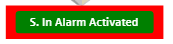 S. In Alarm Activated